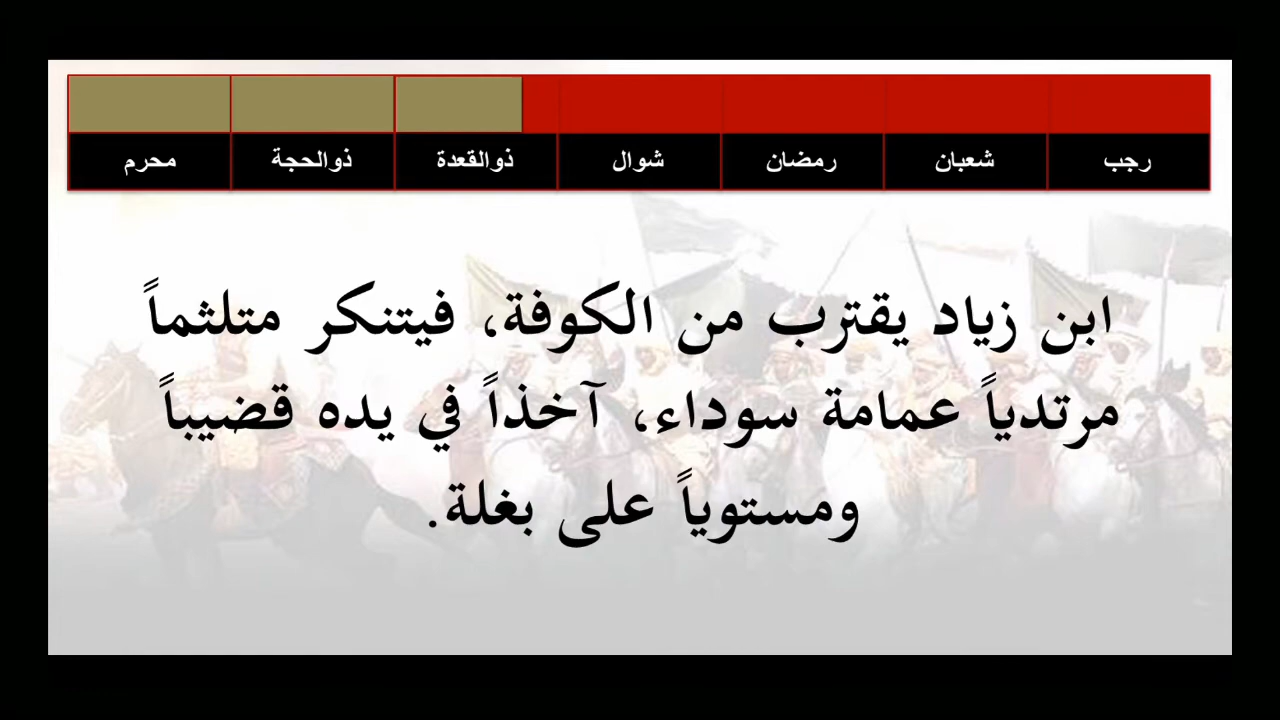 رجب شعبان رمضان شوال ذوالقعدة ذوالحجة محرم
ابن زياد يقترب من الكوفة، فيتنكر متلثماً
مرتدياً عمامة سوداء، آخذاً في يده قضيباً
ومستوياً على بغلة.